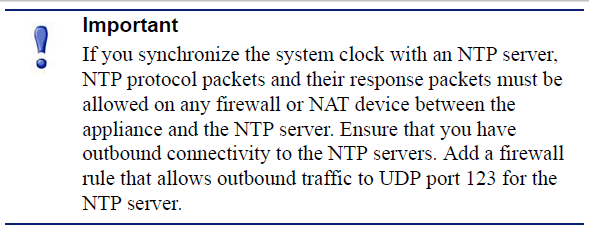 Important
If you synchronize the system clock with an NTP server,
NTP protocol packets and their response packets must be
allowed on any firewall or NAT device between the
appliance and the NTP server. Ensure that you have
outbound connectivity to the NTP servers. Add a firewall
rule that allows outbound traffic to UDP port 123 for the
NTP server.